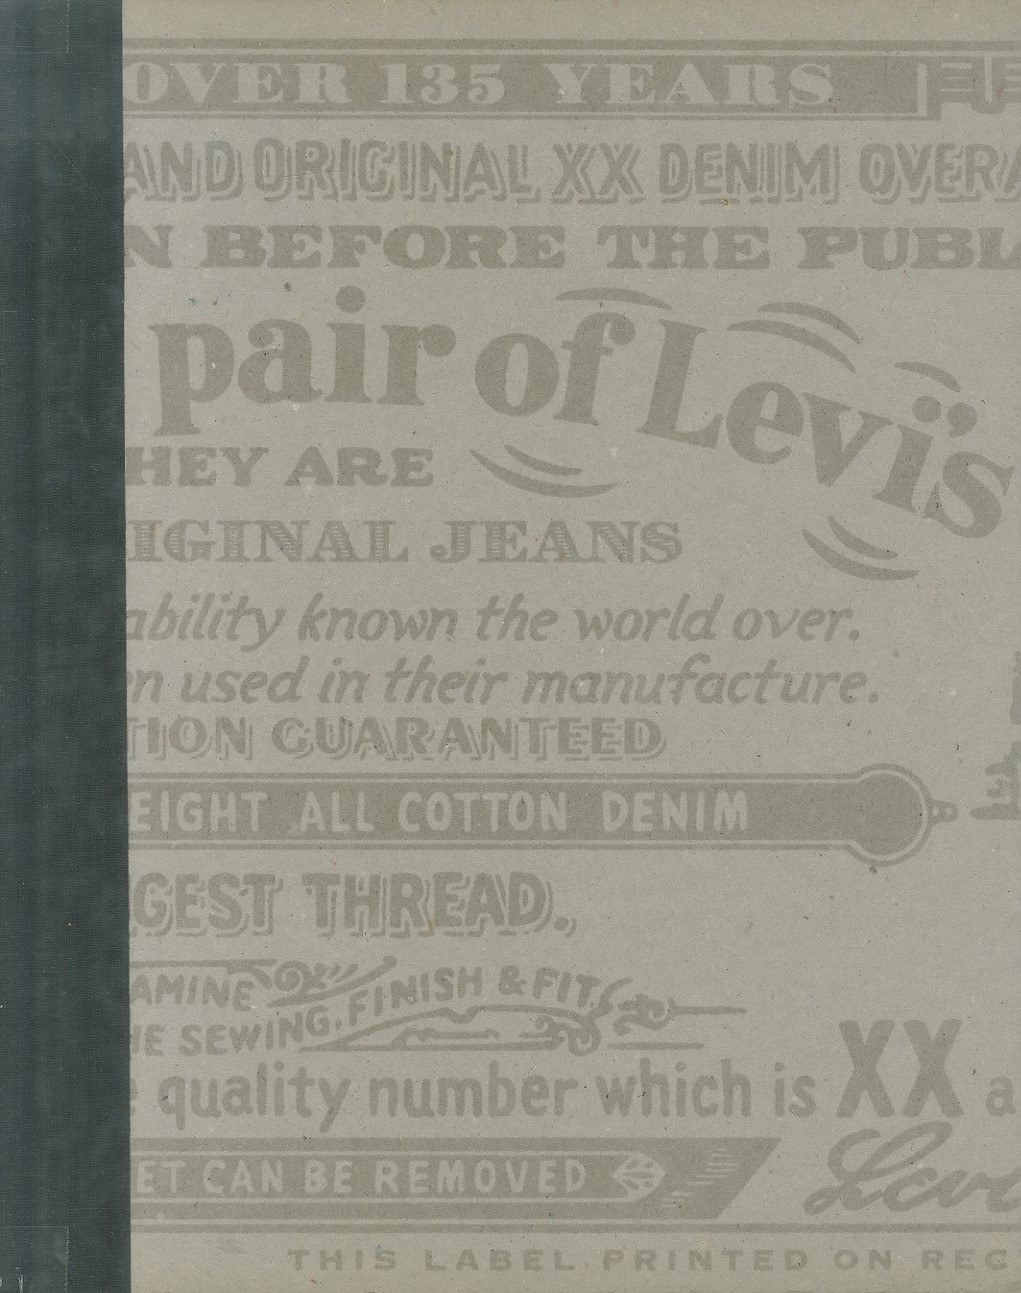 OVER 135 YEARS
AND ORIGINAL XX DENIM OVERA
N BEFORE THE PUBL
pair of Levi's
HEY ARE
IGINAL JEANS
ability known the world over.
en used in their manufacture.
TION GUARANTEED
EIGHT ALL COTTON DENIM
GEST THREAD.
AMINE FINISH & FIT.
HE SEWING.
e quality number which is XX a
ET CAN BE REMOVED Lev
THIS LABEL PRINTED ON REC